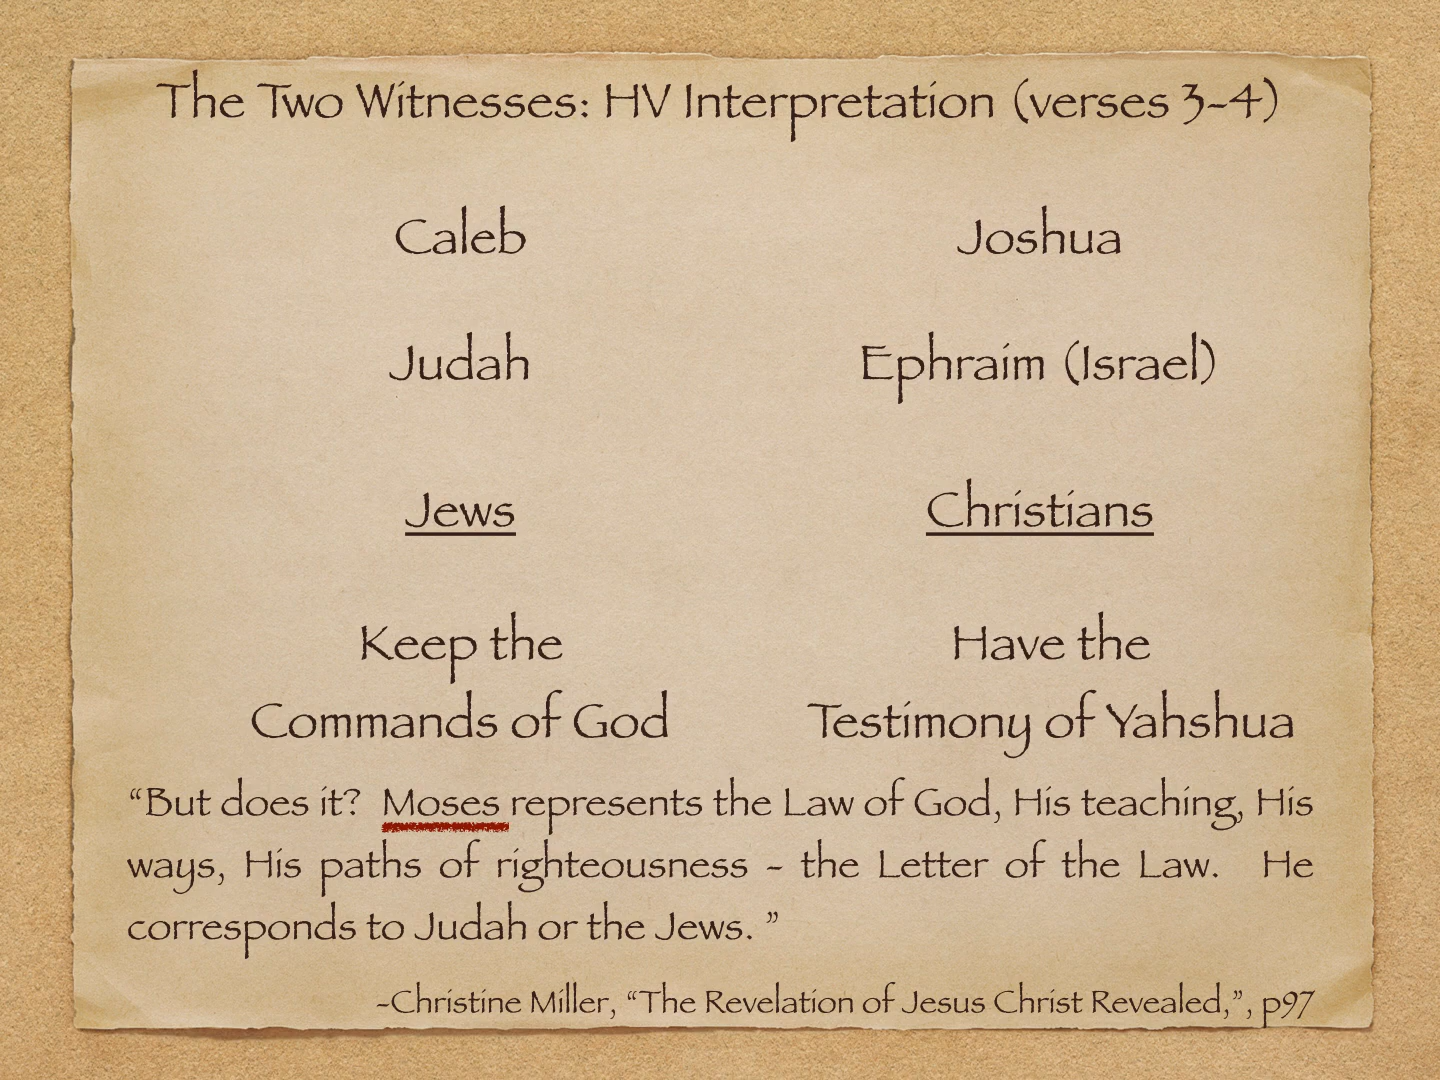 The Two Witnesses: HV Interpretation (verses 3-4)
Caleb Joshua
Judah Ephraim (Israel)
Jews Christians
Keep the Have the
Commands of God Testimony of Yahshua
“But does it? Moses represents the Law of God, His teaching, His
ways, His paths of righteousness - the Letter of the Law. He
corresponds to Judah or the Jews. ”
-Christine Miller, “The Revelation of Jesus Christ Revealed,”, p97